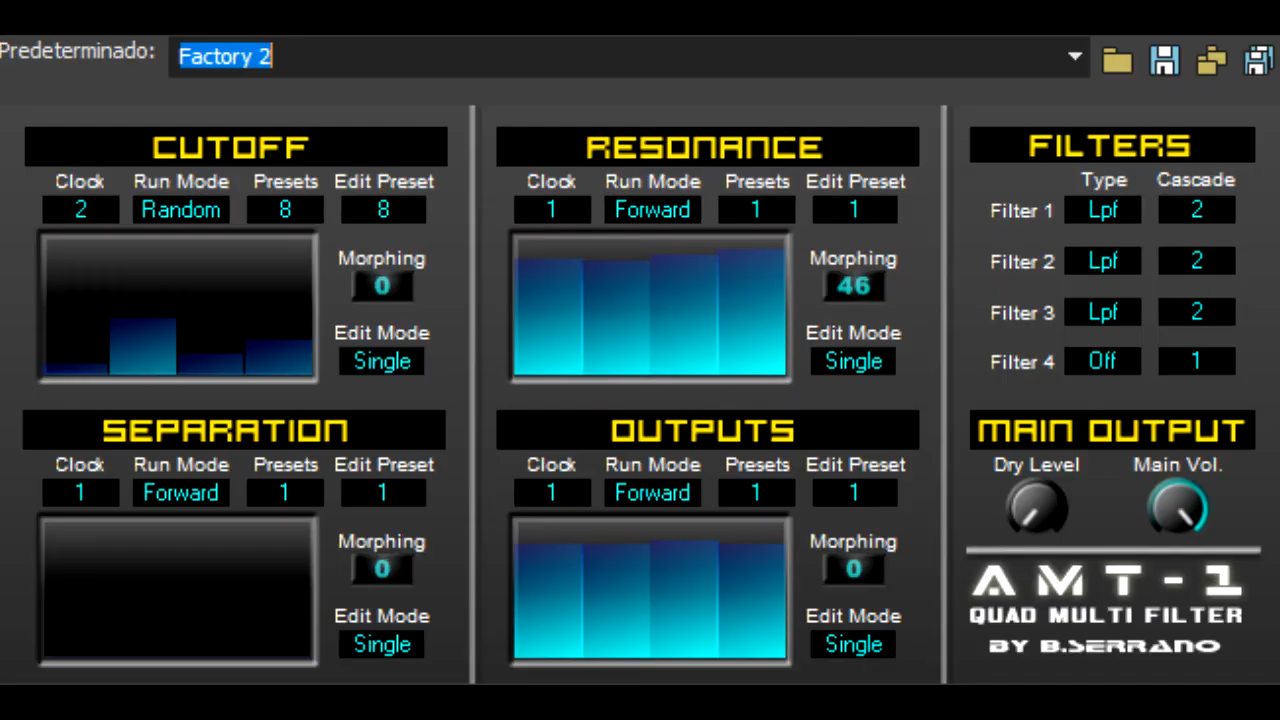 Predeterminado: Factory 2
CUTOFF
Clock Run Mode Presets Edit Preset
2 Random 8 8
Morphing
0
Edit Mode
Single
RESONANCE
Clock Run Mode Presets Edit Preset
1 Forward 1 1
Morphing
46
Edit Mode
Single
FILTERS
Type Cascade
Filter 1 Lpf 2
Filter 2 Lpf 2
Filter 3 Lpf 2
Filter 4 Off 1
SEPARATION
Clock Run Mode Presets Edit Preset
1 Forward 1 1
Morphing
0
Edit Mode
Single
OUTPUTS
Clock Run Mode Presets Edit Preset
1 Forward 1 1
Morphing
0
Edit Mode
Single
MAIN OUTPUT
Dry Level Main Vol.
AMT-1
QUAD MULTI FILTER
BY B.SERRANO